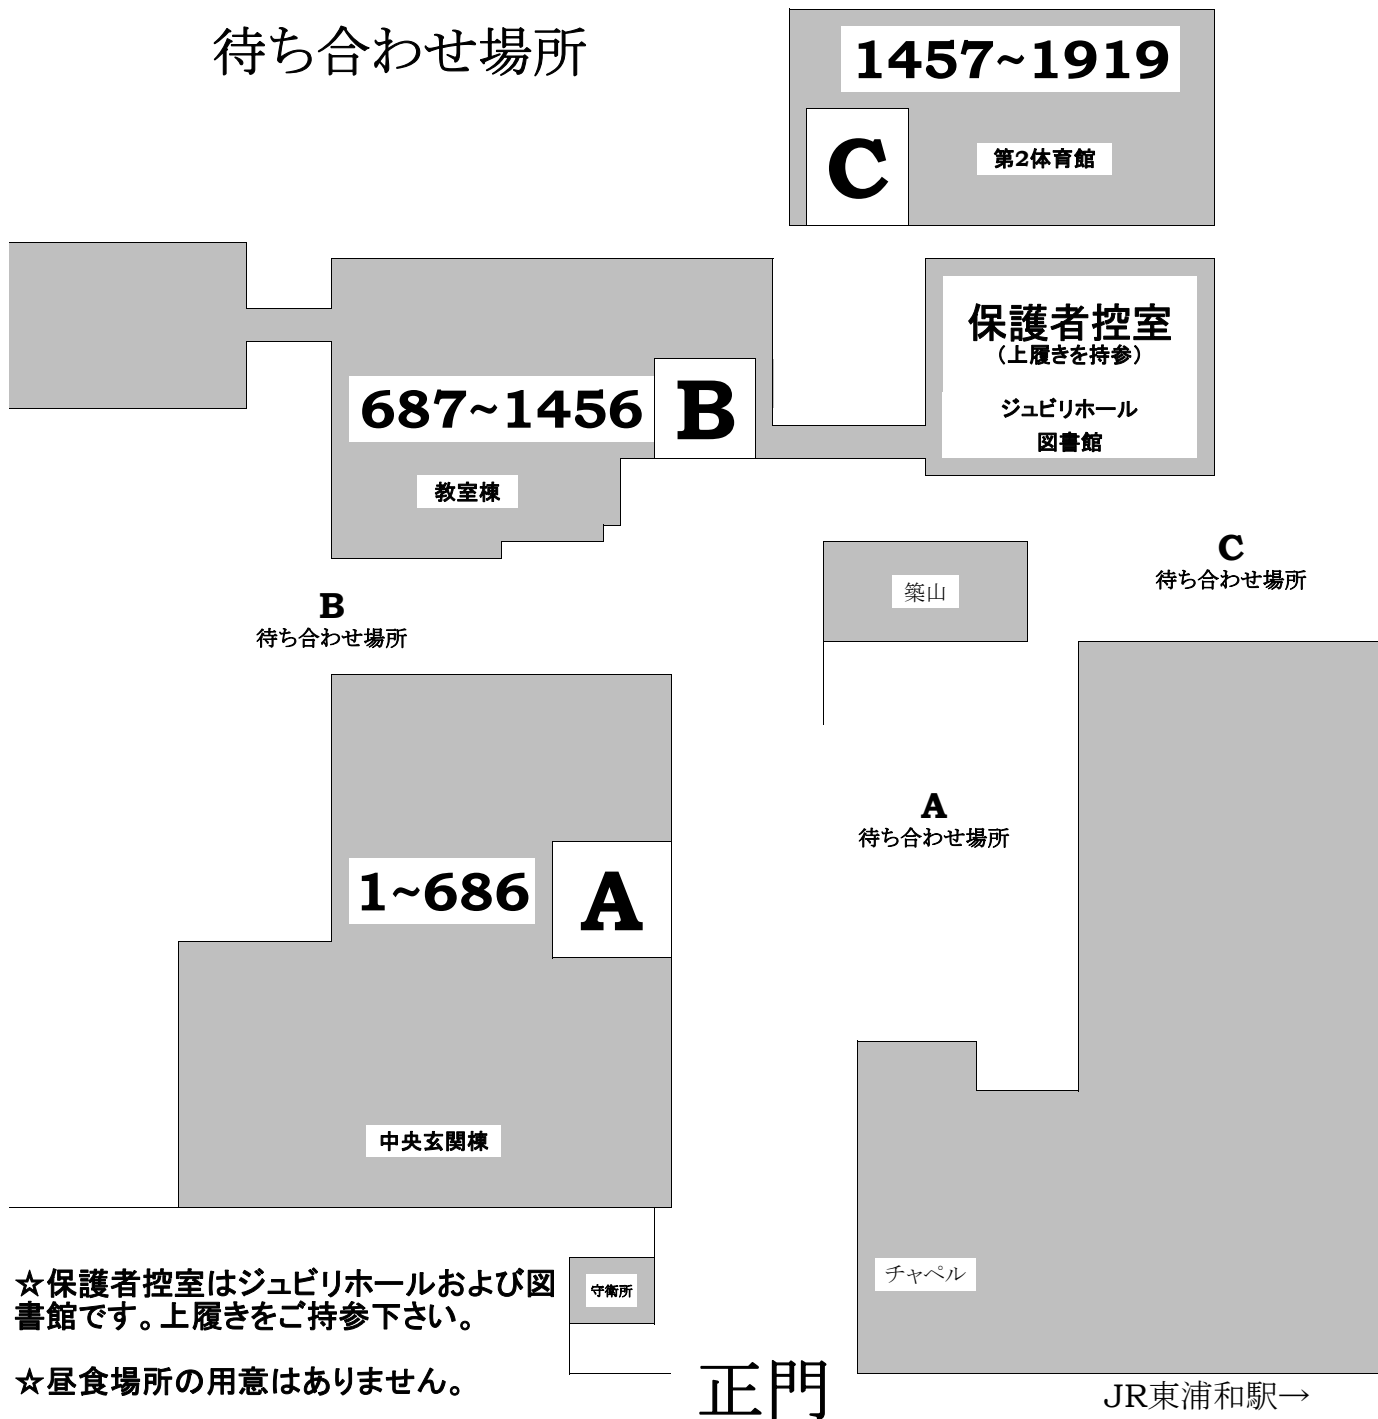 待ち合わせ場所
1457~1919
C
第2体育館
保護者控室
（上履きを持参）
ジュビリホール
図書館
687~1456
B
教室棟
C
待ち合わせ場所
築山
B
待ち合わせ場所
A
待ち合わせ場所
1~686
A
中央玄関棟
守衛所
チャペル
☆保護者控室はジュビリホールおよび図
書館です。上履きをご持参下さい。
☆昼食場所の用意はありません。
正門
JR東浦和駅→